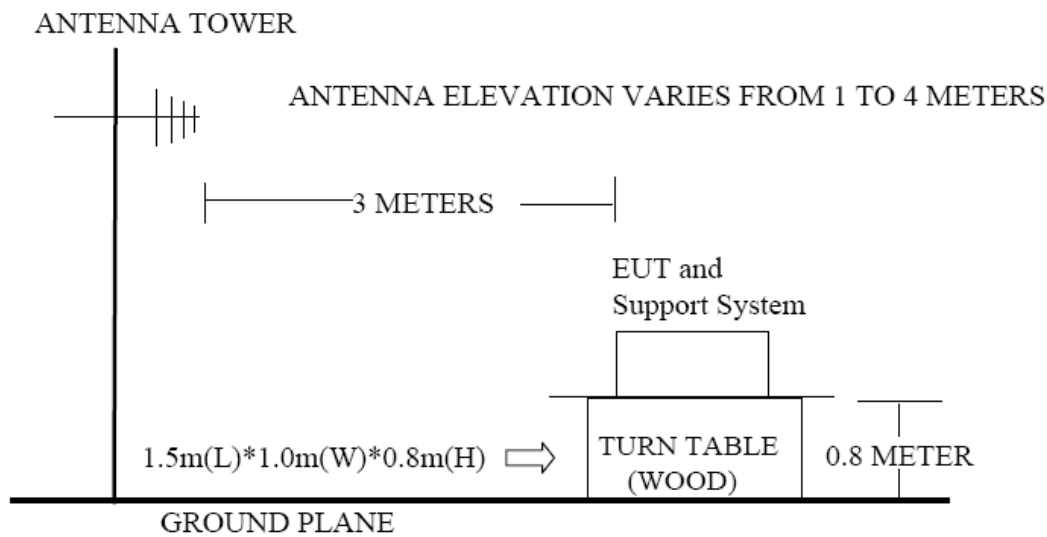 ANTENNA TOWER
ANTENNA ELEVATION VARIES FROM 1 TO 4 METERS
3 METERS
EUT and
Support System
1.5m(L)*1.0m(W)*0.8m(H)
TURN TABLE
(WOOD)
0.8 METER
GROUND PLANE